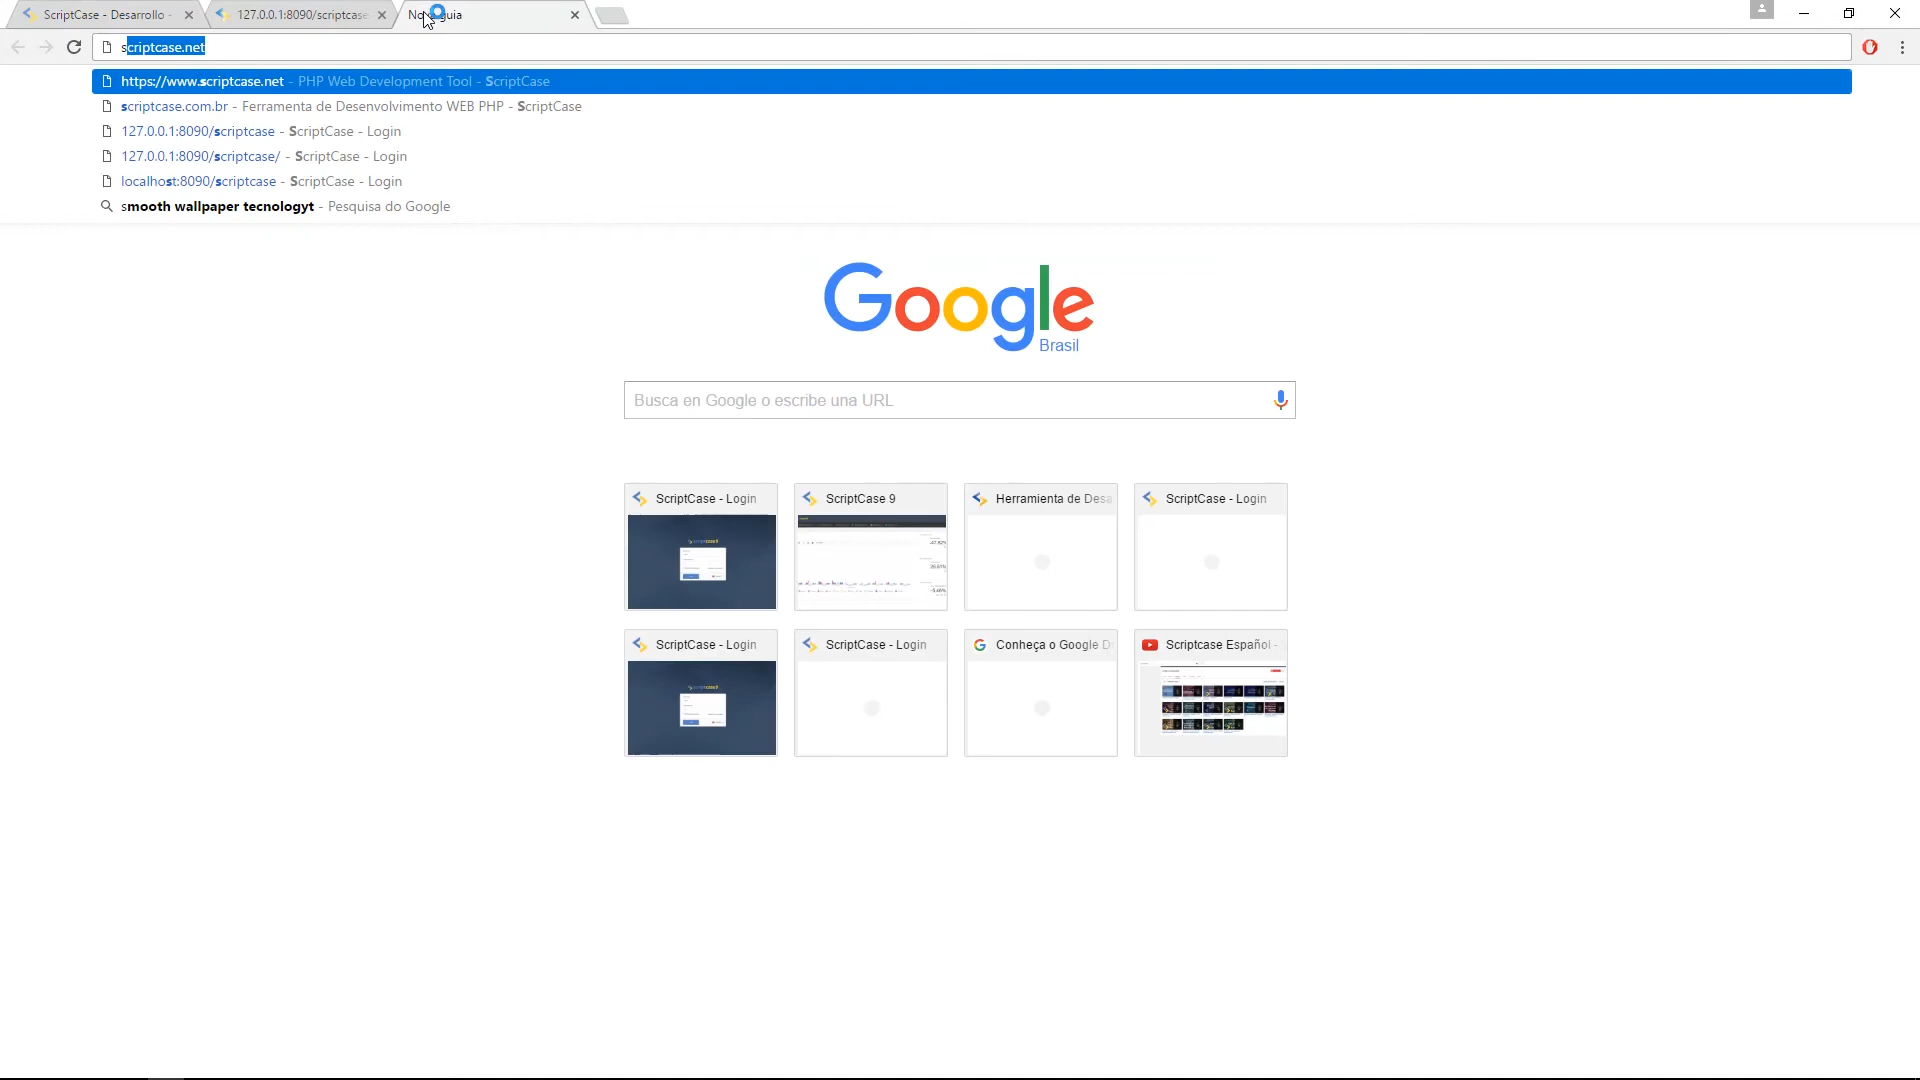 ScriptCase - Desarrollo -
127.0.0.1:8090/scriptcase
guia
scriptcase.net
https://www.scriptcase.net - PHP Web Development Tool - ScriptCase
scriptcase.com.br - Ferramenta de Desenvolvimento WEB PHP - ScriptCase
127.0.0.1:8090/scriptcase - ScriptCase - Login
127.0.0.1:8090/scriptcase/ - ScriptCase - Login
localhost:8090/scriptcase - ScriptCase - Login
smooth wallpaper tecnologyt - Pesquisa do Google
Google
Brasil
Busca en Google o escribe una URL
ScriptCase - Login
ScriptCase 9
Herramienta de Desa
ScriptCase - Login
ScriptCase - Login
ScriptCase - Login
Conheça o Google D
Scriptcase Español -